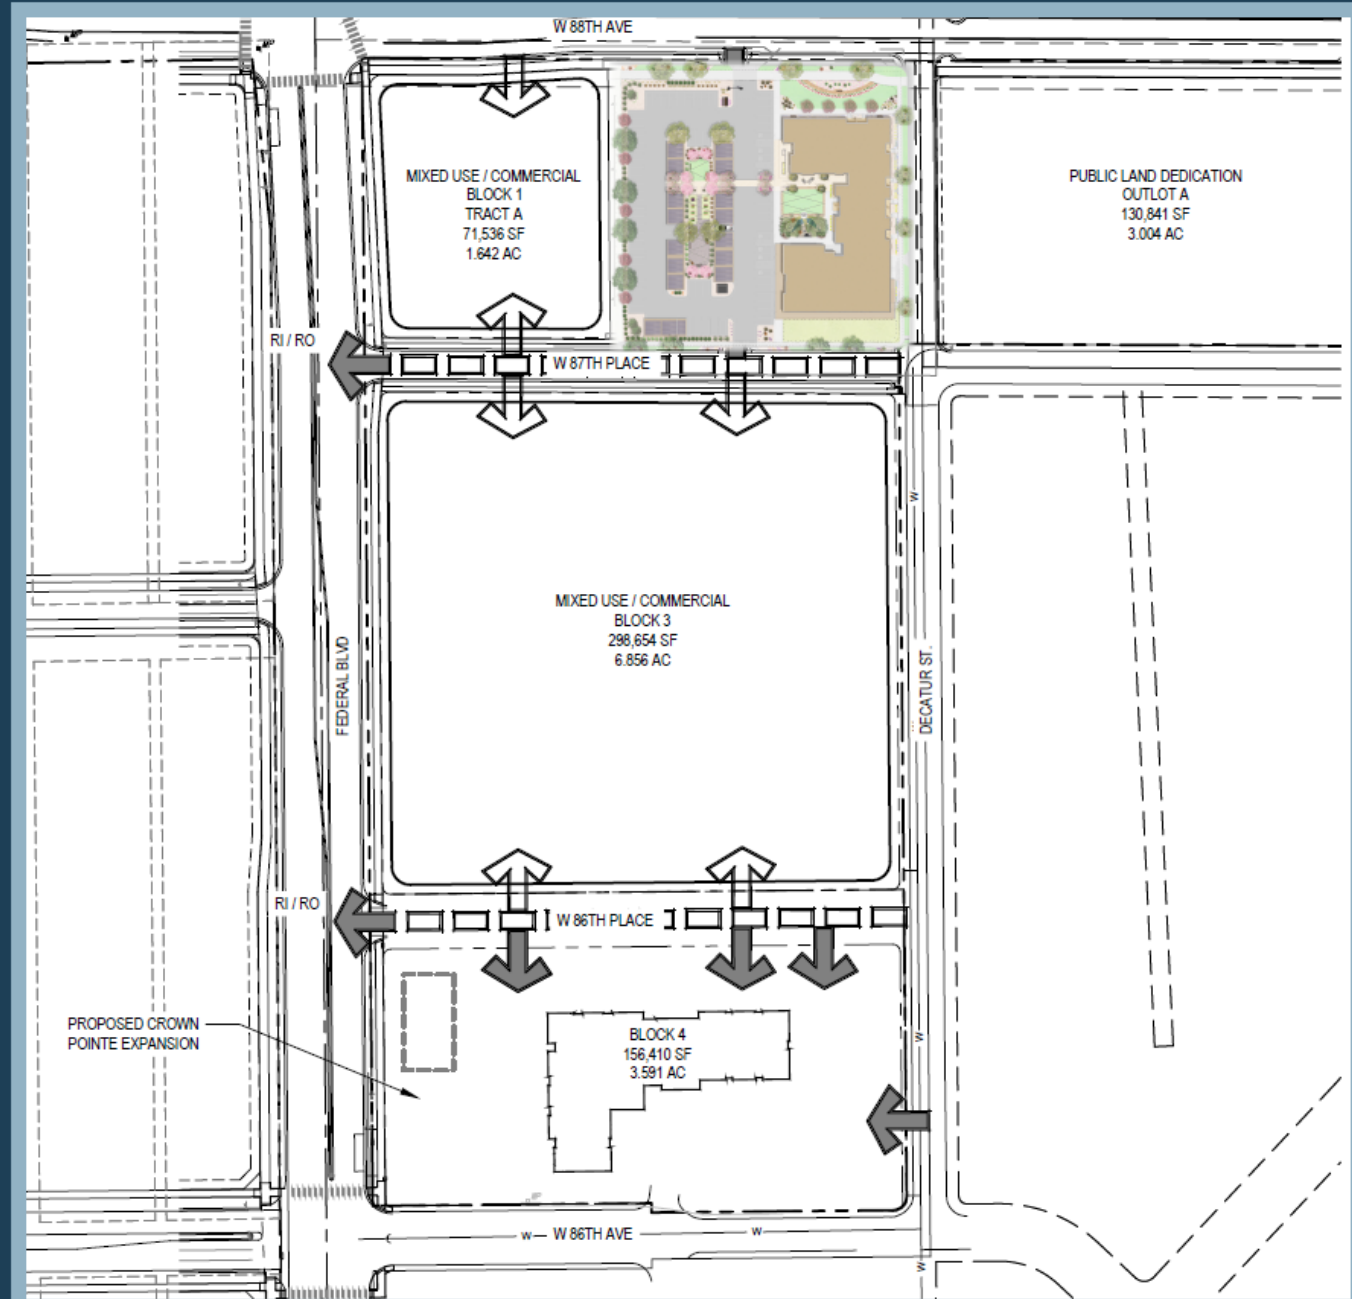 W 88TH AVE
MIXED USE / COMMERCIAL
BLOCK 1
TRACT A
71,536 SF
1.642 AC
PUBLIC LAND DEDICATION
OUTLOT A
130,841 SF
3.004 AC
RI / RO
W 87TH PLACE
MIXED USE / COMMERCIAL
BLOCK 3
298,654 SF
6.856 AC
FEDERAL BLVD
DECATUR ST.
W
RI / RO
W 86TH PLACE
PROPOSED CROWN
POINTE EXPANSION
BLOCK 4
156,410 SF
3.591 AC
W
W
W 86TH AVE
W
W